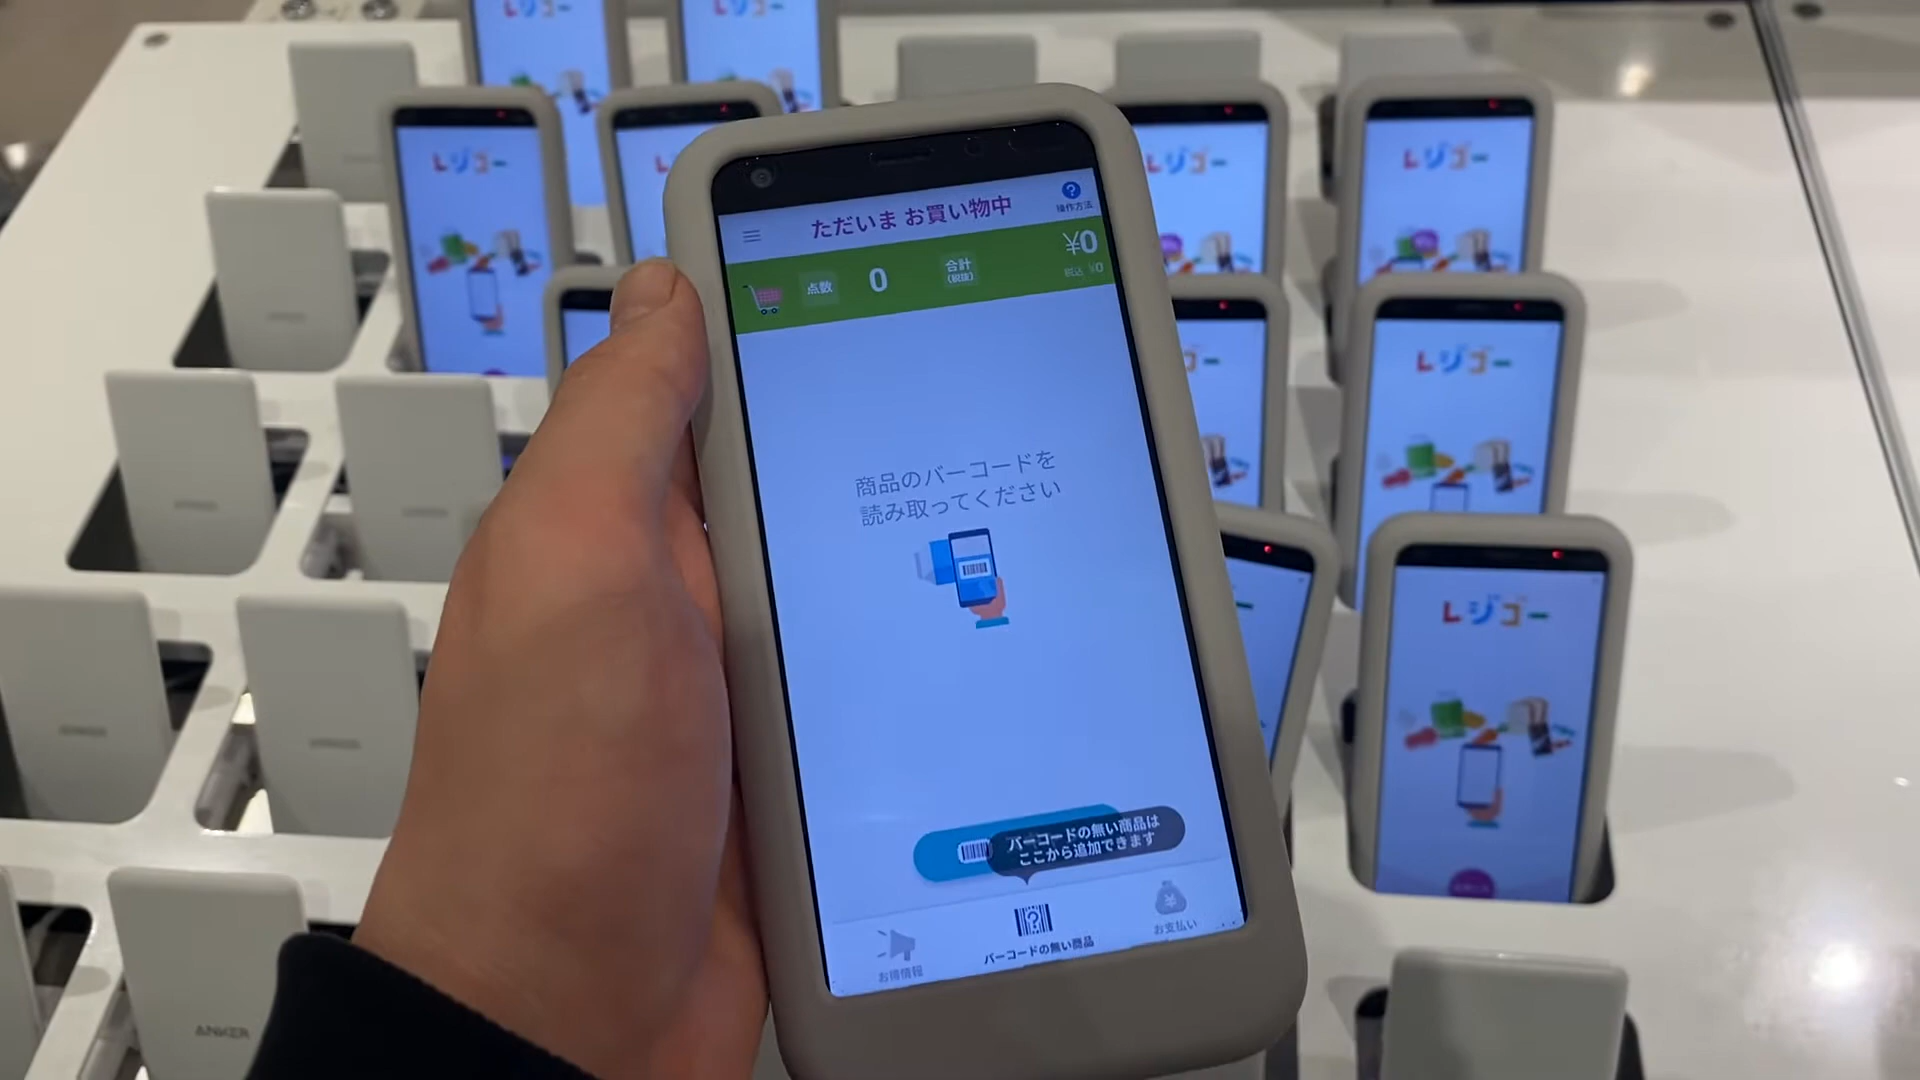 レジゴー
レジゴー
レジゴー
レジゴー
ただいま お買い物中
操作方法
点数
0
合計
(税抜)
¥0
税込 ¥0
商品のバーコードを
読み取ってください
バーコードの無い商品は
ここから追加できます
お得情報
バーコードの無い商品
お支払い
レジゴー
レジゴー
ANKER